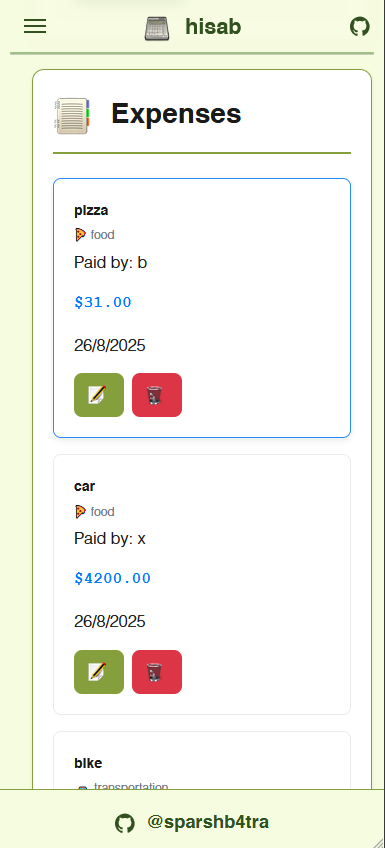 hisab
Expenses
pizza
food
Paid by: b
$31.00
26/8/2025
car
food
Paid by: x
$4200.00
26/8/2025
bike
transportation
@sparshb4tra